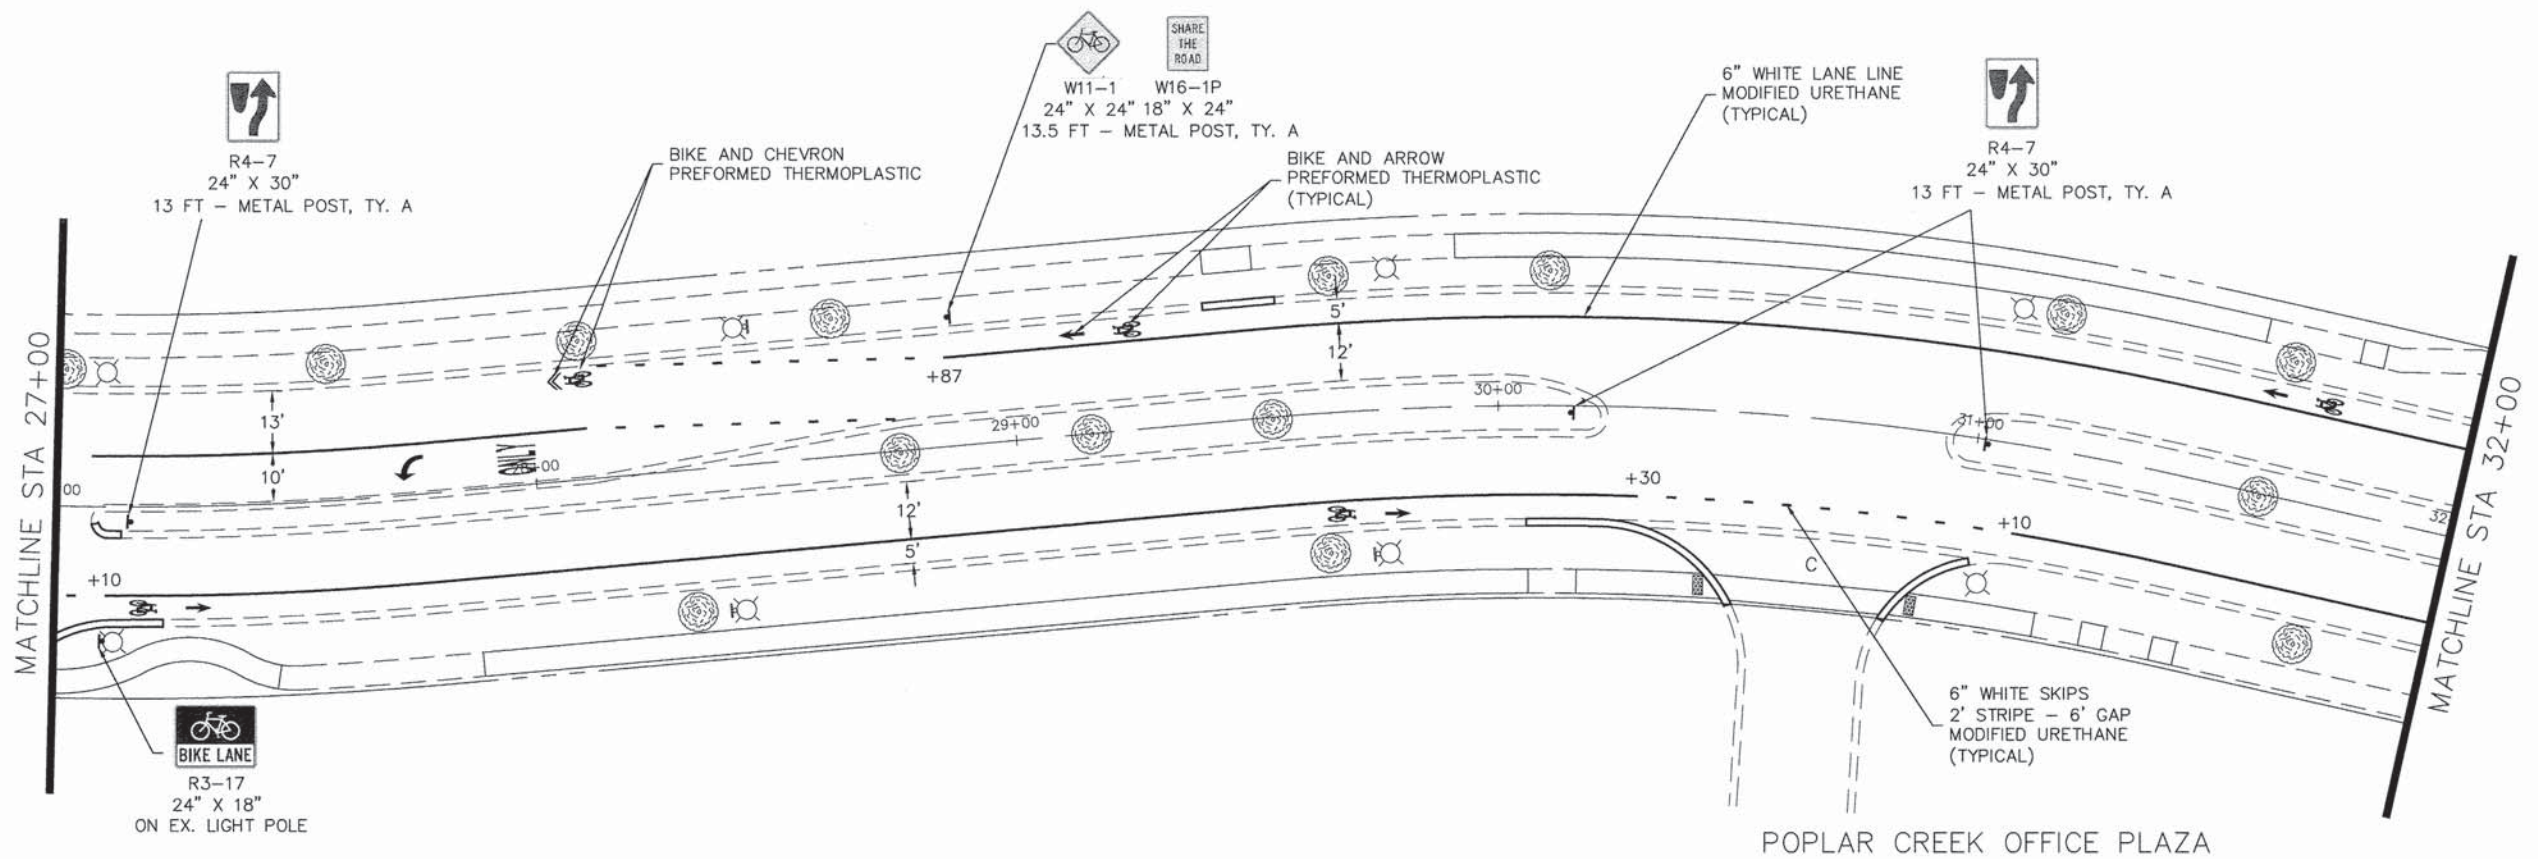 SHARE
THE
ROAD
W11-1 W16-1P
24" X 24" 18" X 24"
13.5 FT - METAL POST, TY. A
6" WHITE LANE LINE
MODIFIED URETHANE
(TYPICAL)
R4-7
24" X 30"
13 FT - METAL POST, TY. A
BIKE AND CHEVRON
PREFORMED THERMOPLASTIC
BIKE AND ARROW
PREFORMED THERMOPLASTIC
(TYPICAL)
R4-7
24" X 30"
13 FT - METAL POST, TY. A
MATCHLINE STA 27+00
5'
12'
+87
13'
10'
30+00
29+00
28+00
31+00
00
ONLY
12'
5'
+30
+10
32
MATCHLINE STA 32+00
+10
C
BIKE LANE
R3-17
24" X 18"
ON EX. LIGHT POLE
6" WHITE SKIPS
2' STRIPE - 6' GAP
MODIFIED URETHANE
(TYPICAL)
POPLAR CREEK OFFICE PLAZA